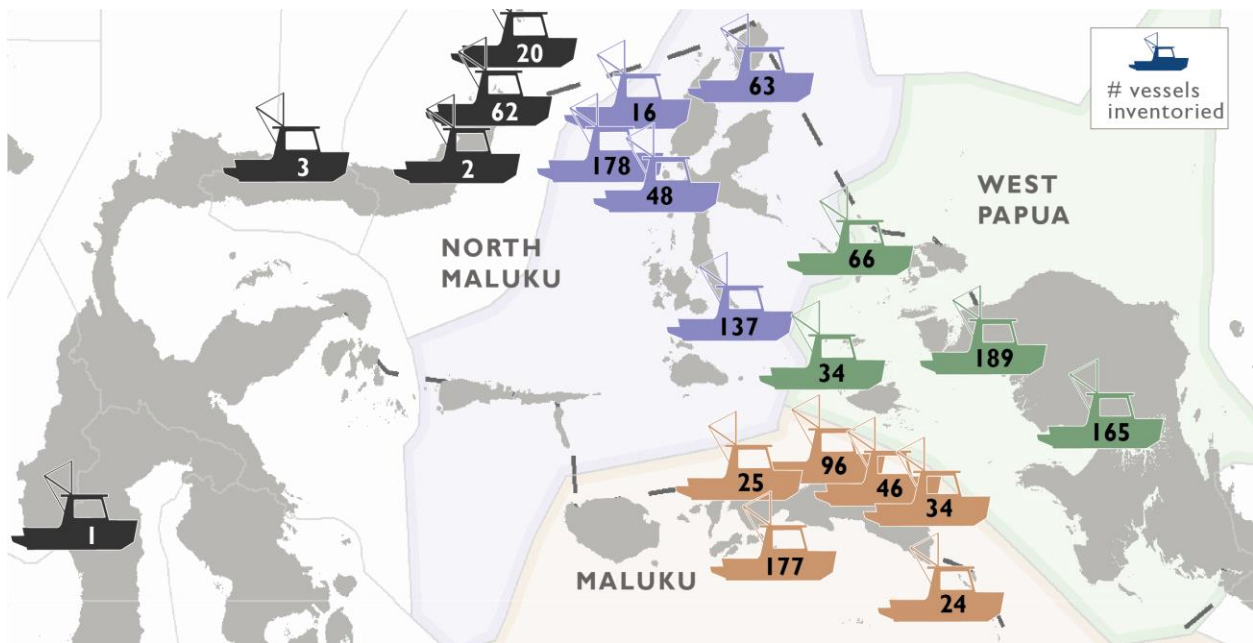 20
62
16
63
# vessels
inventoried
3
2
178
48
WEST
PAPUA
NORTH
MALUKU
66
137
34
189
165
96
25
46
34
1
177
MALUKU
24